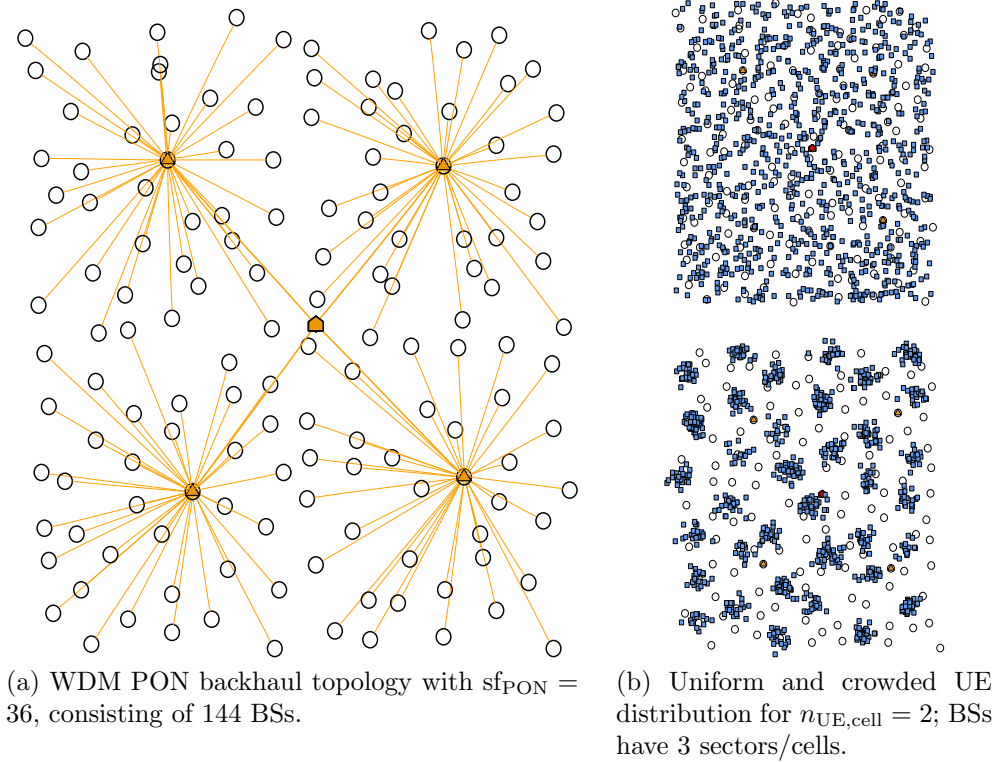 (a) WDM PON backhaul topology with sf_PON =
36, consisting of 144 BSs.
(b) Uniform and crowded UE
distribution for n_UE,cell = 2; BSs
have 3 sectors/cells.